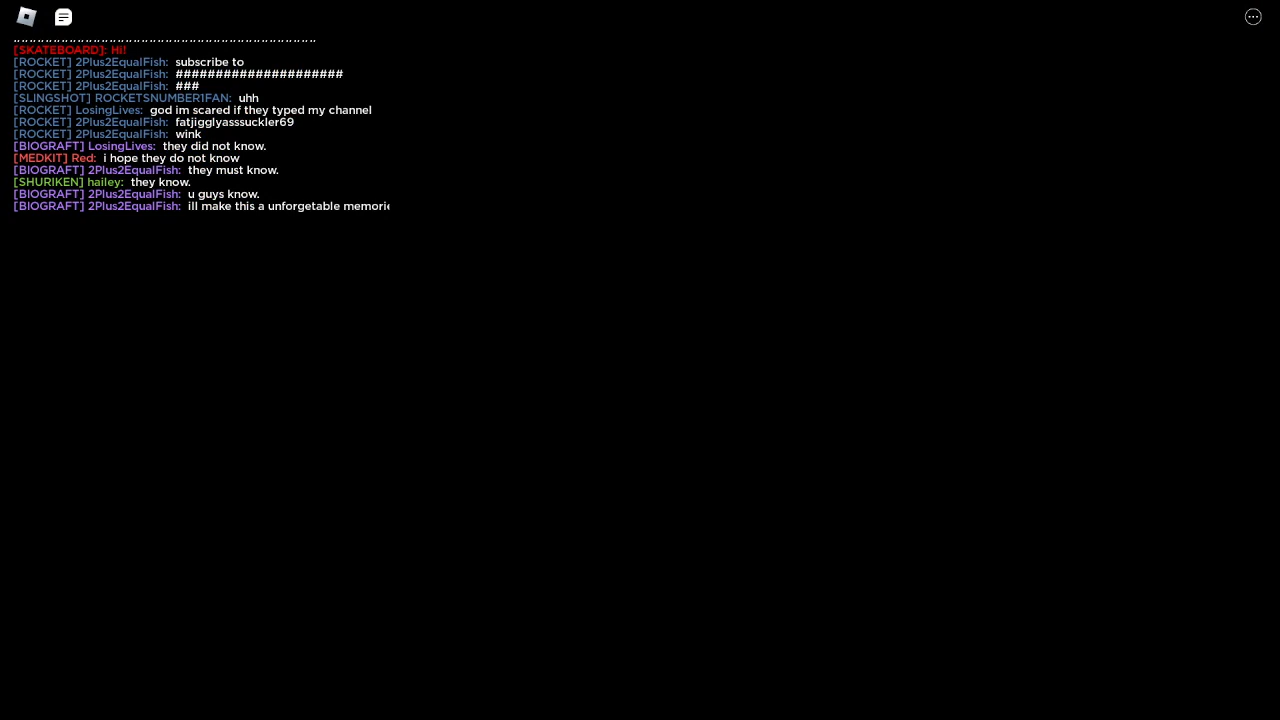 [SKATEBOARD]: Hi!
[ROCKET] 2Plus2EqualFish: subscribe to
[ROCKET] 2Plus2EqualFish: #####################
[ROCKET] 2Plus2EqualFish: ###
[SLINGSHOT] ROCKETSNUMBER1FAN: uhh
[ROCKET] LosingLives: god im scared if they typed my channel
[ROCKET] 2Plus2EqualFish: fatjigglyasssuckler69
[ROCKET] 2Plus2EqualFish: wink
[BIOGRAFT] LosingLives: they did not know.
[MEDKIT] Red: i hope they do not know
[BIOGRAFT] 2Plus2EqualFish: they must know.
[SHURIKEN] hailey: they know.
[BIOGRAFT] 2Plus2EqualFish: u guys know.
[BIOGRAFT] 2Plus2EqualFish: ill make this a unforgetable memorie